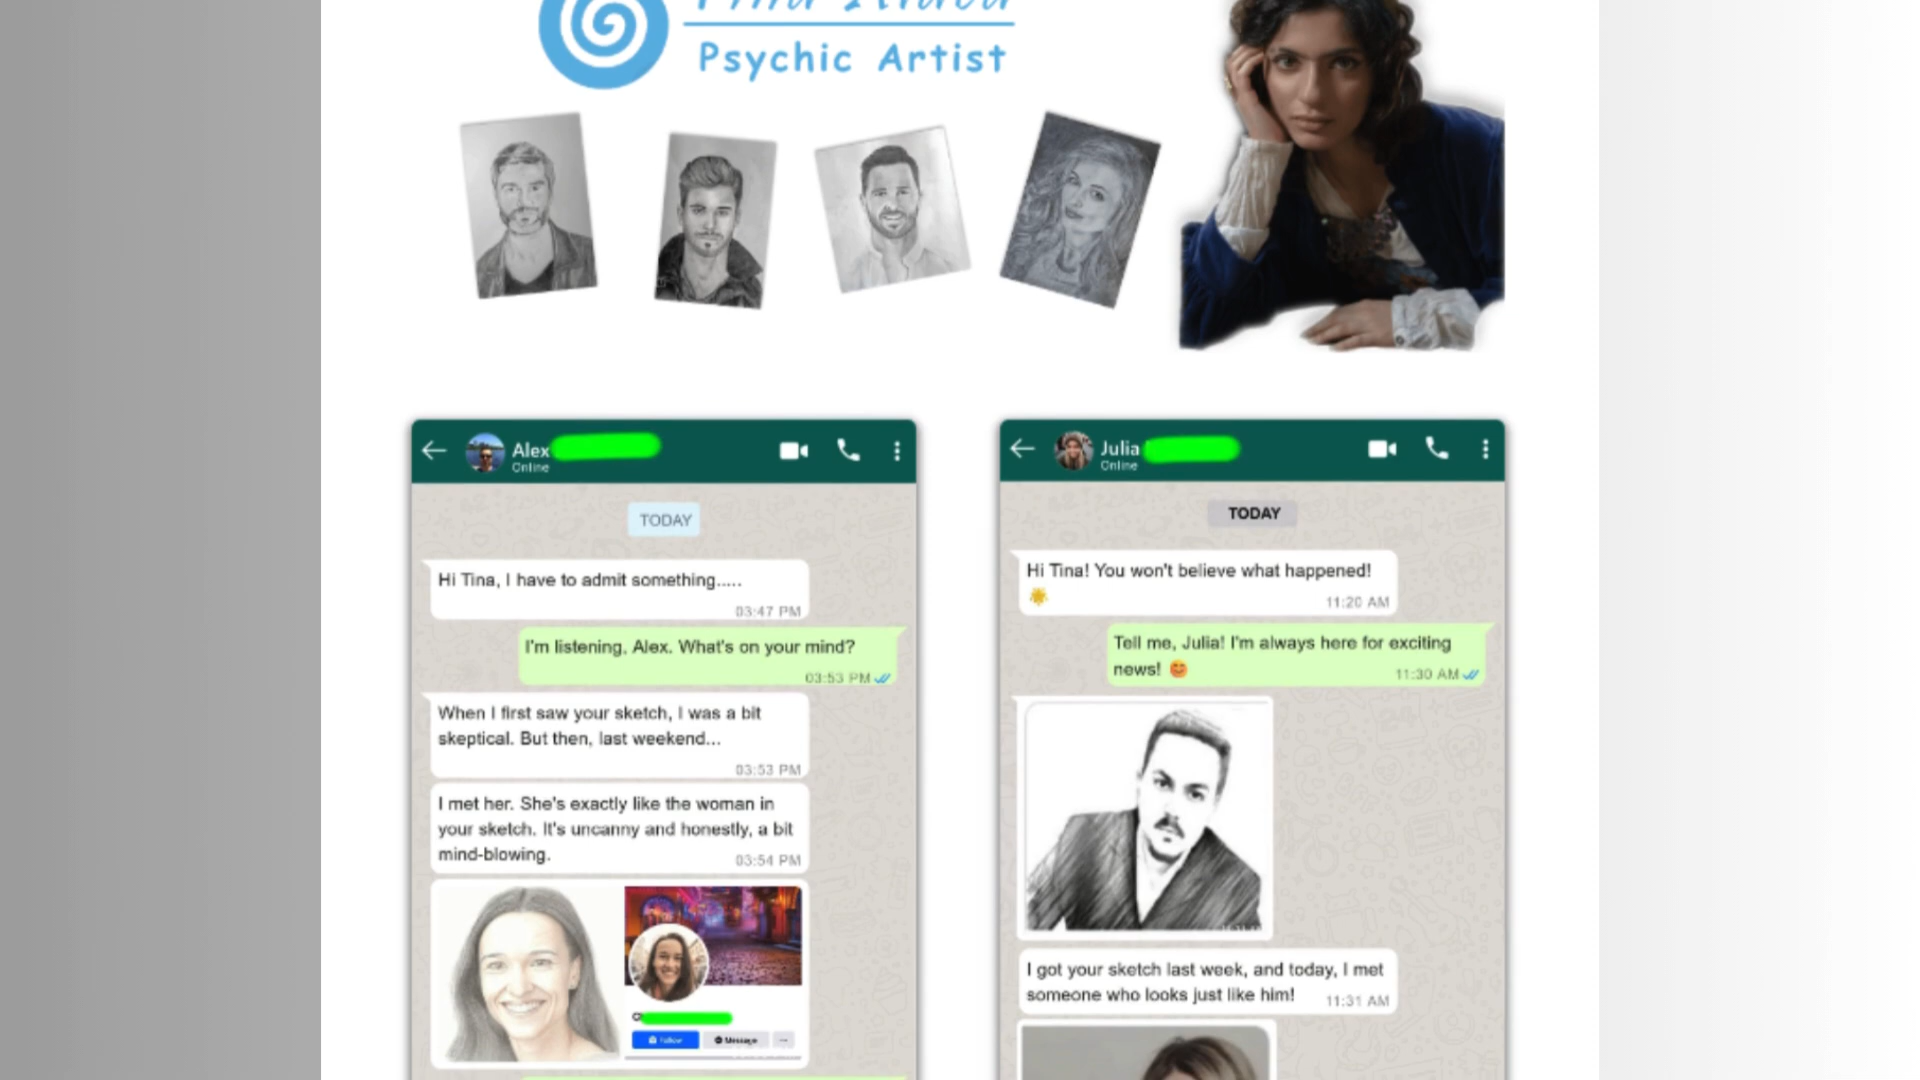 Psychic Artist
Alex
Online
TODAY
Hi Tina, I have to admit something.....
03:47 PM
I'm listening, Alex. What's on your mind?
03:53 PM
When I first saw your sketch, I was a bit
skeptical. But then, last weekend...
03:53 PM
I met her. She's exactly like the woman in
your sketch. It's uncanny and honestly, a bit
mind-blowing.
03:54 PM
Follow
Message
Julia
Online
TODAY
Hi Tina! You won't believe what happened!
11:20 AM
Tell me, Julia! I'm always here for exciting
news!
11:30 AM
I got your sketch last week, and today, I met
someone who looks just like him!
11:31 AM